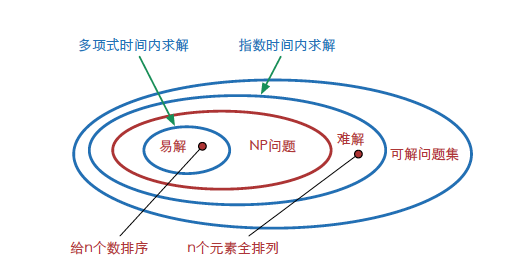 多项式时间内求解
指数时间内求解
易解
NP问题
难解
可解问题集
给n个数排序
n个元素全排列